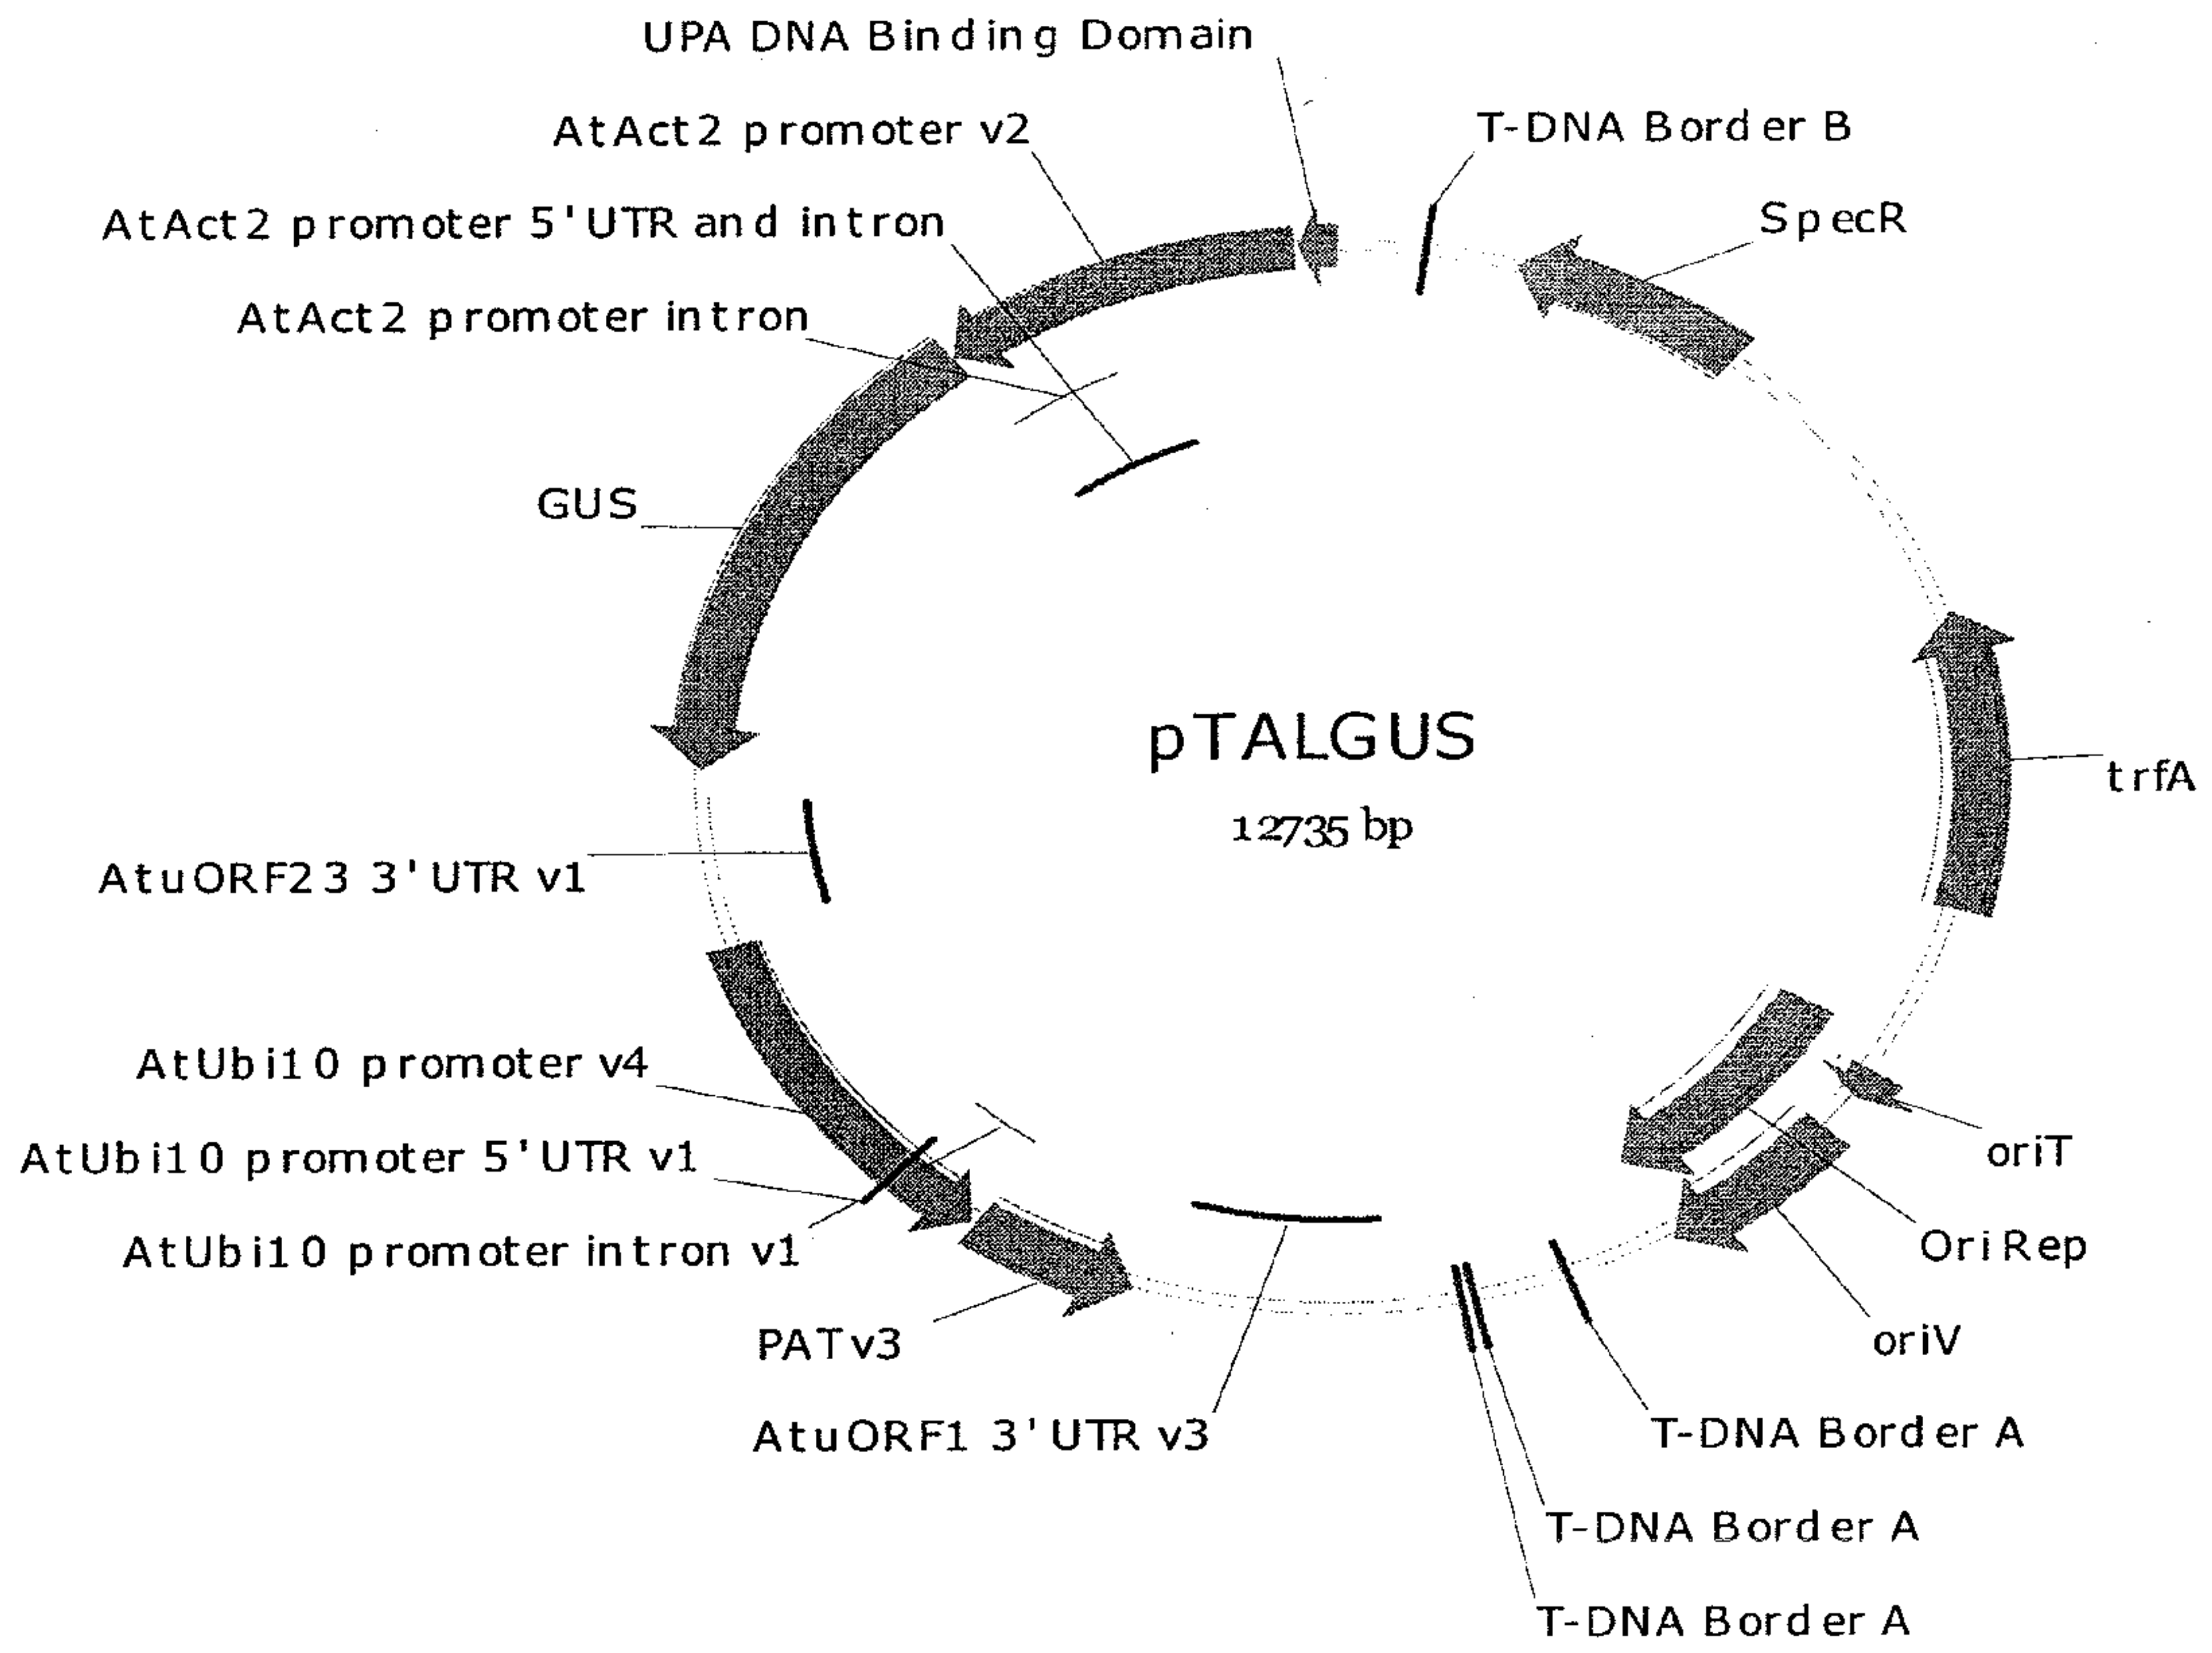 UPA DNA Binding Domain
AtAct2 promoter v2
T-DNA Border B
AtAct2 promoter 5'UTR and intron
SpecR
AtAct2 promoter intron
GUS
pTALGUS
trfA
12735 bp
AtuORF23 3'UTR v1
AtUbi10 promoter v4
oriT
AtUbi10 promoter 5'UTR v1
OriRep
AtUbi10 promoter intron v1
oriV
PATv3
T-DNA Border A
AtuORF1 3'UTR v3
T-DNA Border A
T-DNA Border A